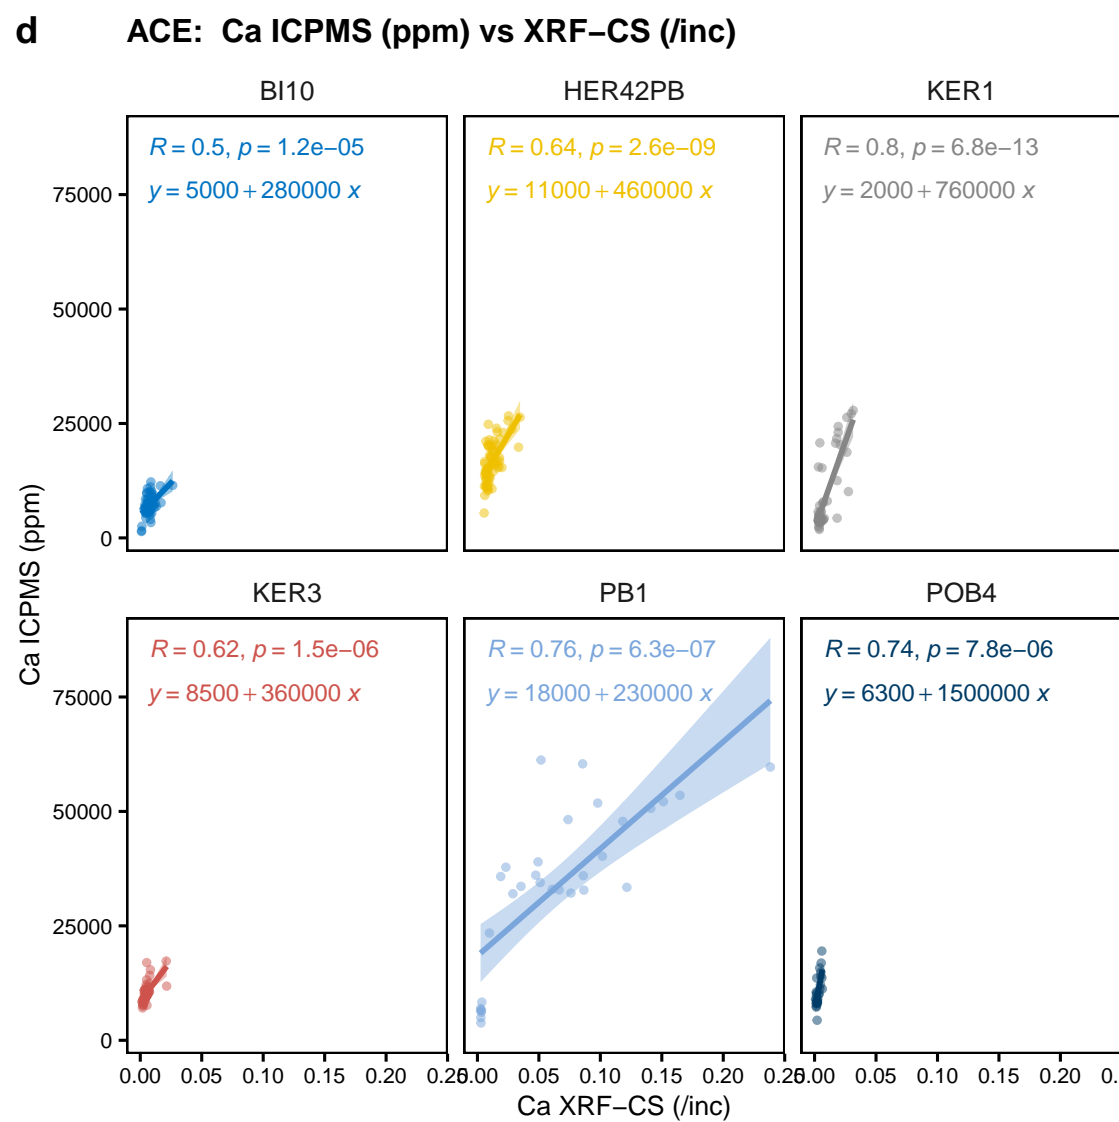 d ACE: Ca ICPMS (ppm) vs XRF−CS (/inc)
BI10 HER42PB KER1
R = 0.5, p = 1.2e−05
y = 5000 + 280000 x
R = 0.64, p = 2.6e−09
y = 11000 + 460000 x
R = 0.8, p = 6.8e−13
y = 2000 + 760000 x
75000
50000
25000
0
Ca ICPMS (ppm)
KER3 PB1 POB4
R = 0.62, p = 1.5e−06
y = 8500 + 360000 x
R = 0.76, p = 6.3e−07
y = 18000 + 230000 x
R = 0.74, p = 7.8e−06
y = 6300 + 1500000 x
75000
50000
25000
0
0.00 0.05 0.10 0.15 0.20 0.25
0.00 0.05 0.10 0.15 0.20 0.25
0.00 0.05 0.10 0.15 0.20 0.
Ca XRF−CS (/inc)